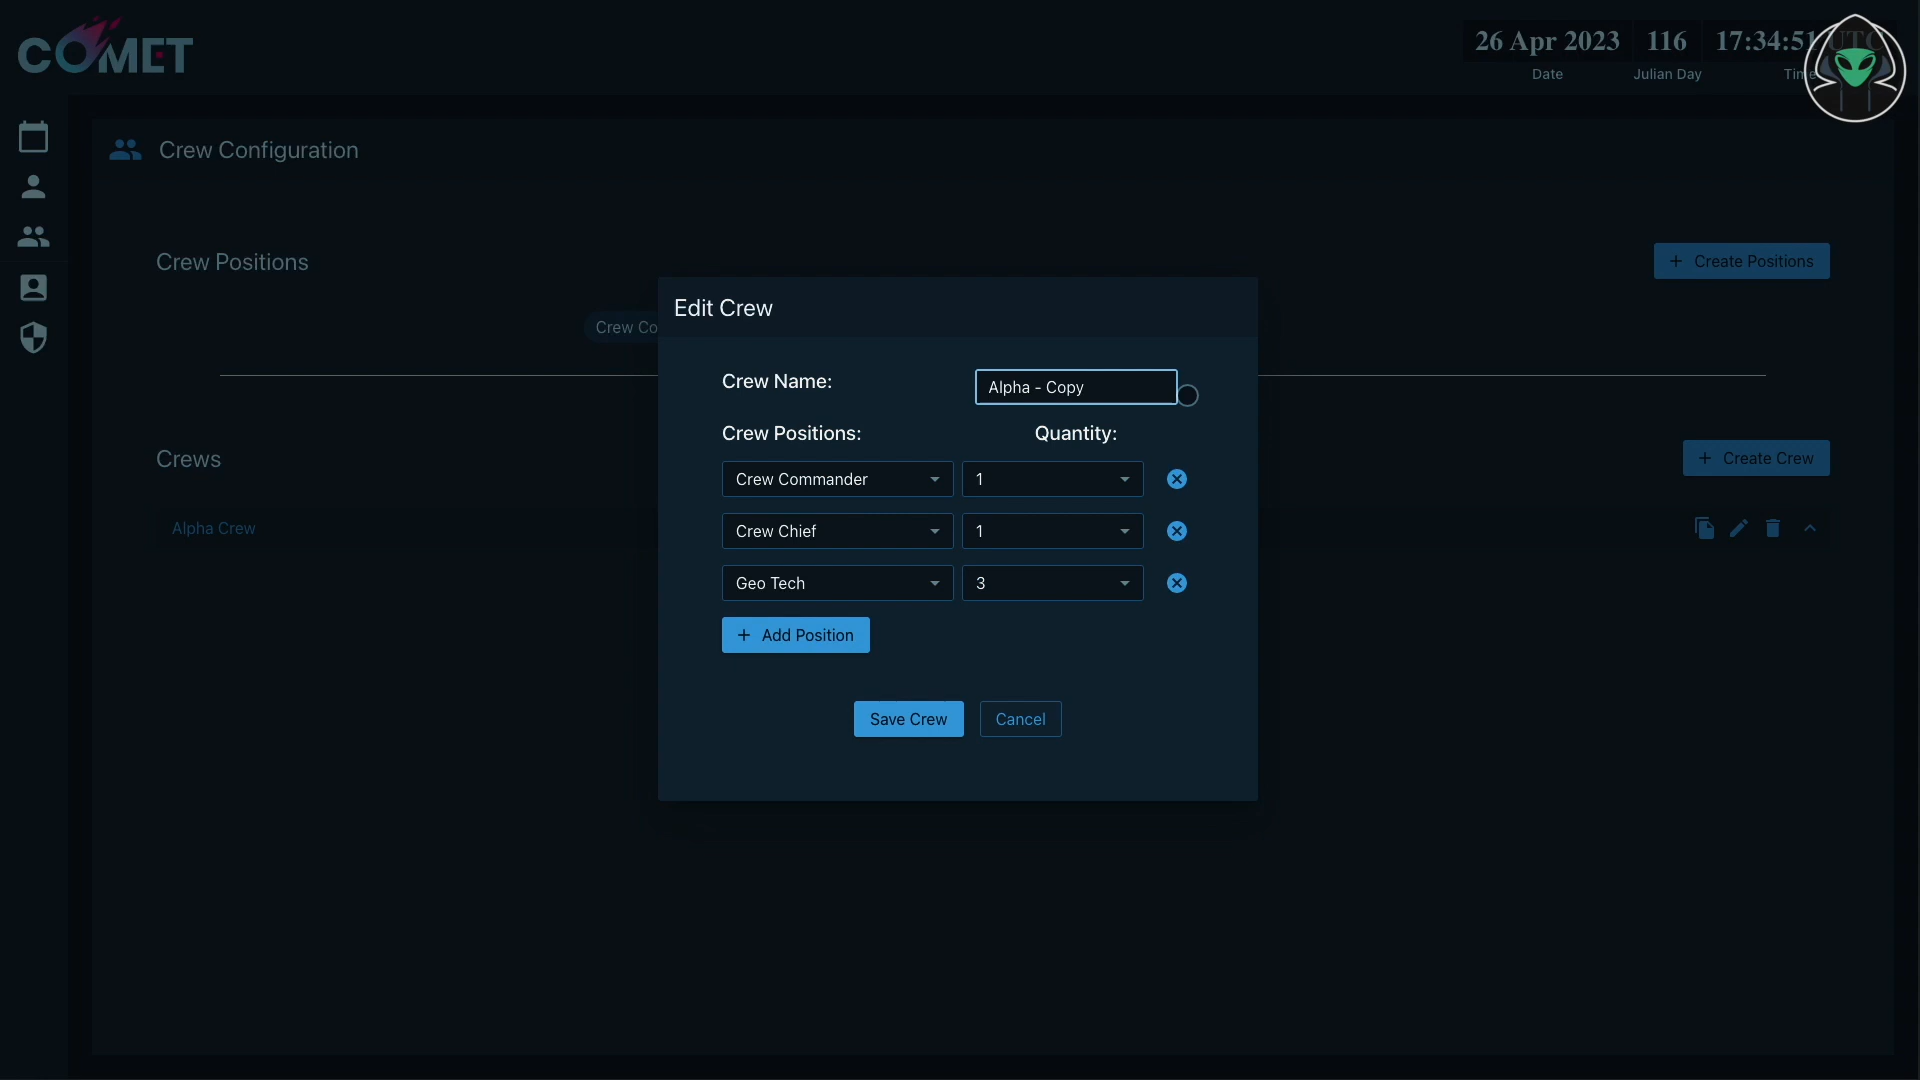 COMET
26 Apr 2023 116 17:34:51 UTC
Date Julian Day Time
Crew Configuration
Crew Positions
Create Positions
Crew Co
Edit Crew
Crew Name:
Alpha - Copy
Crew Positions:
Quantity:
Crew Commander 1
Crew Chief 1
Geo Tech 3
Add Position
Save Crew
Cancel
Crews
Create Crew
Alpha Crew